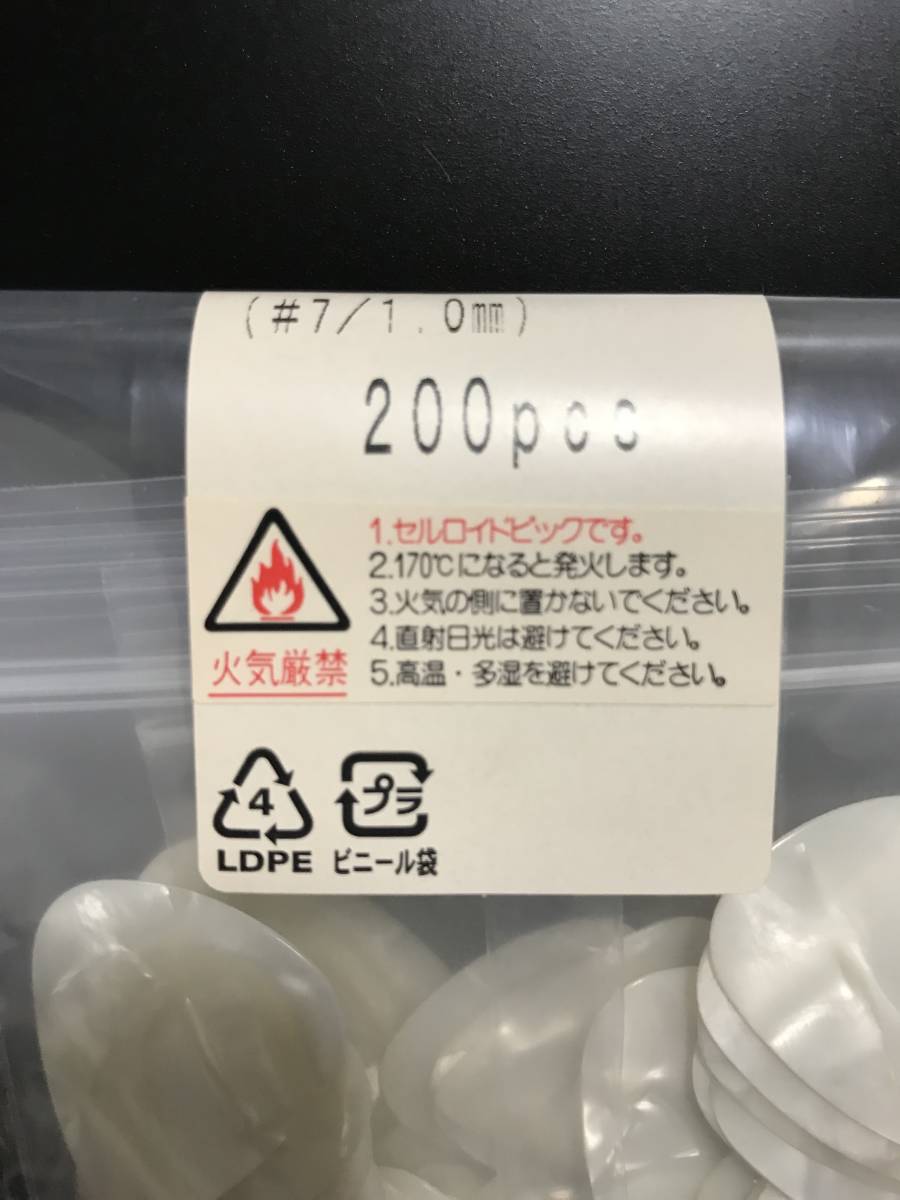 (#7/1.0㎜)
200pcs
1.セルロイドピックです。
2.170℃になると発火します。
3.火気の側に置かないでください。
4.直射日光は避けてください。
5.高温・多湿を避けてください。
火気厳禁
4
LDPE
プラ
ビニール袋